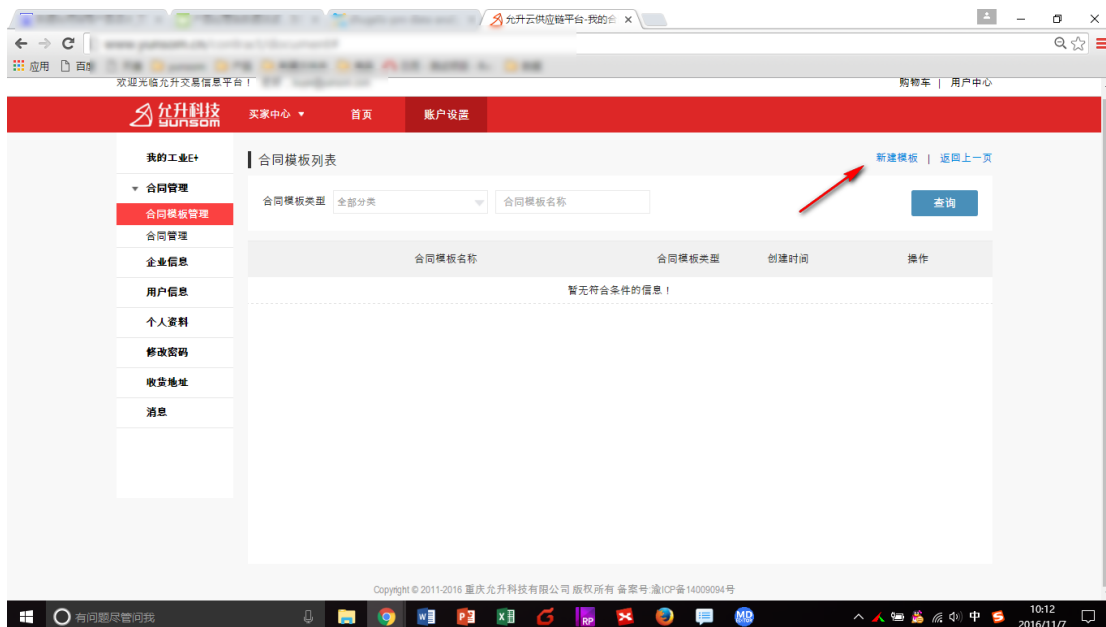 允升云供应链平台-我的合
应用 百度
欢迎光临允升交易信息平台！
购物车 | 用户中心
允升科技
yunsom
买家中心 首页 账户设置
我的工业E+
合同管理
合同模板管理
合同管理
企业信息
用户信息
个人资料
修改密码
收货地址
消息
合同模板列表
新建模板 | 返回上一页
合同模板类型 全部分类 合同模板名称 查询
合同模板名称 合同模板类型 创建时间 操作
暂无符合条件的信息！
Copyright © 2011-2016 重庆允升科技有限公司 版权所有 备案号:渝ICP备14009094号
有问题尽管问我
RP
MD
中
10:12
2016/11/7